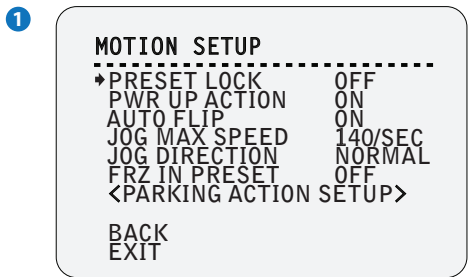 1
MOTION SETUP
PRESET LOCK OFF
PWR UP ACTION ON
AUTO FLIP ON
JOG MAX SPEED 140/SEC
JOG DIRECTION NORMAL
FRZ IN PRESET OFF
<PARKING ACTION SETUP>
BACK
EXIT